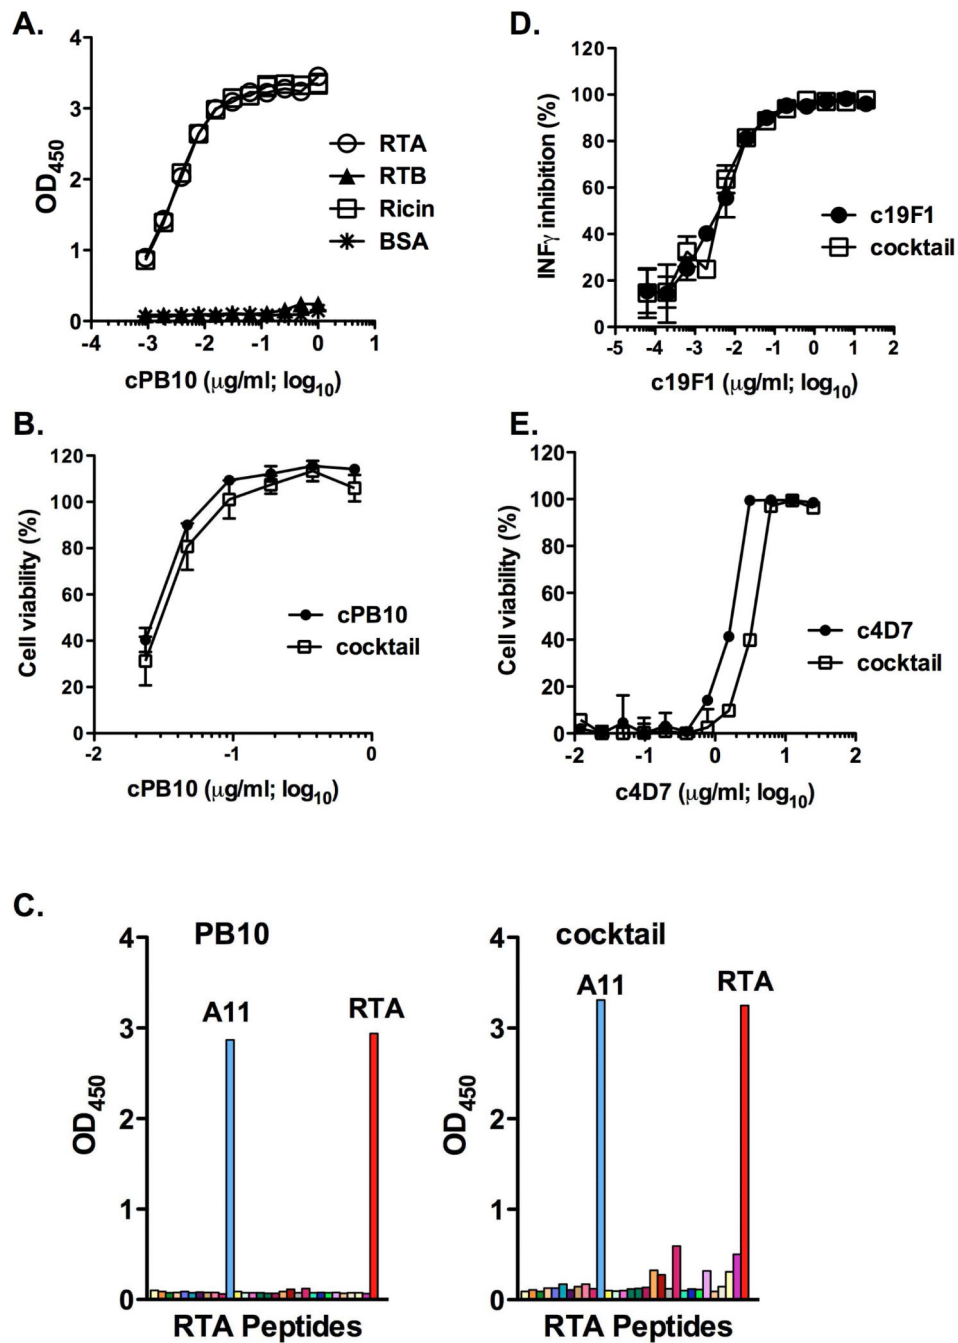 A.
4
3
2
1
0
OD450
RTA
RTB
Ricin
BSA
-4 -3 -2 -1 0 1
cPB10 (μg/ml; log10)
D.
120
100
80
60
40
20
0
INFγ inhibition (%)
c19F1
cocktail
-5 -4 -3 -2 -1 0 1 2
c19F1 (μg/ml; log10)
B.
120
100
80
60
40
20
0
Cell viability (%)
cPB10
cocktail
-2 -1 0
cPB10 (μg/ml; log10)
E.
120
100
80
60
40
20
0
Cell viability (%)
c4D7
cocktail
-2 -1 0 1 2
c4D7 (μg/ml; log10)
C.
PB10
4
3
2
1
0
OD450
A11
RTA
RTA Peptides
cocktail
4
3
2
1
0
OD450
A11
RTA
RTA Peptides